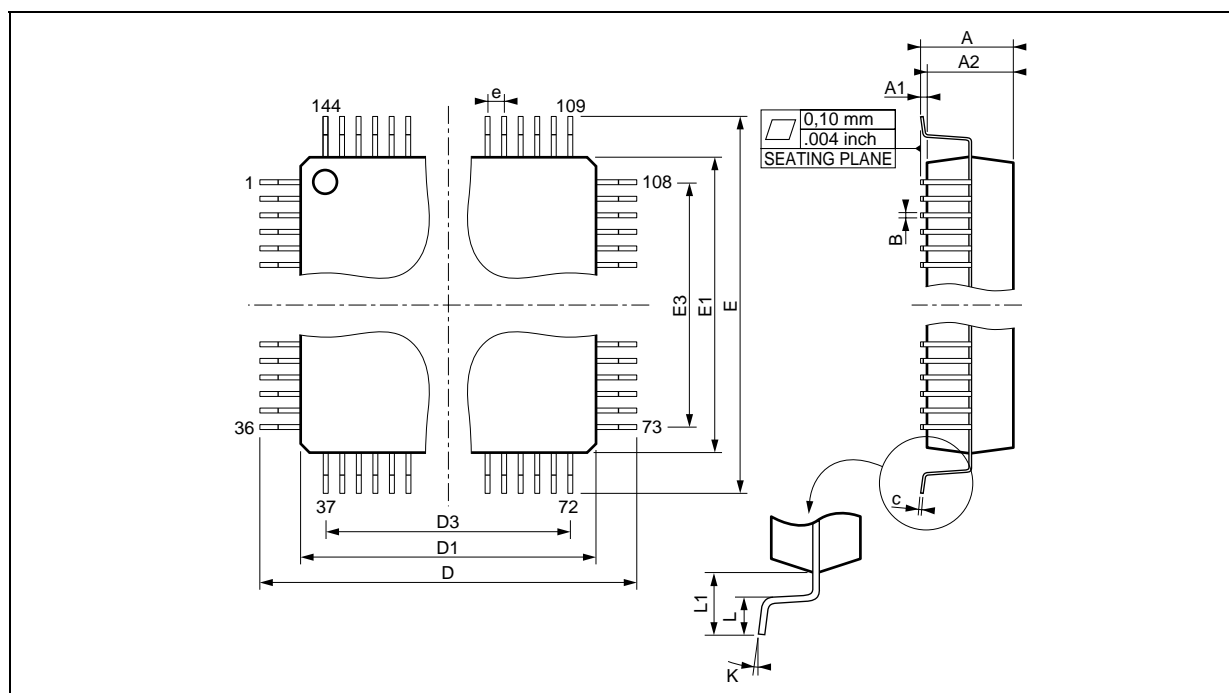 A
A2
A1
e
144
109
0,10 mm
.004 inch
SEATING PLANE
1
108
B
E3
E1
E
36
73
37
72
c
D3
D1
D
L1
L
K